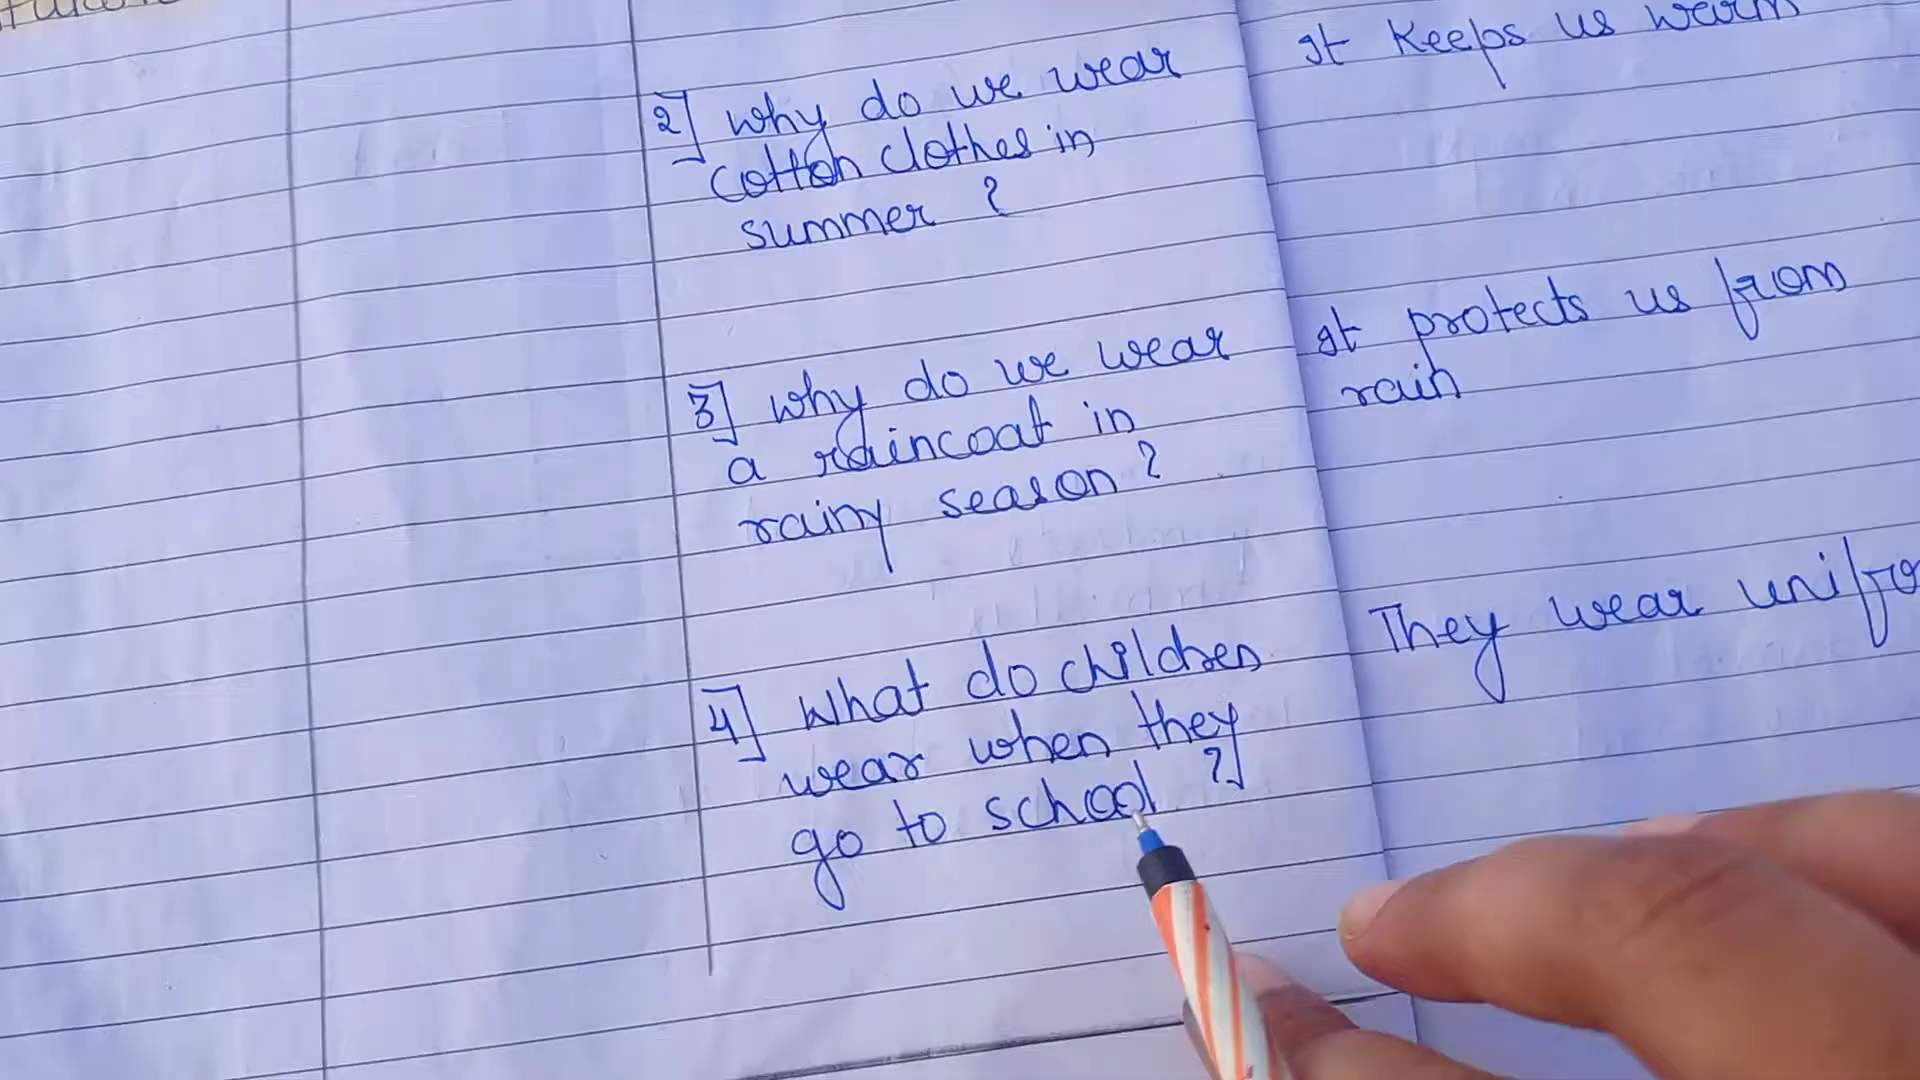 2] Why do we wear
cotton clothes in
summer ?
It keeps us warm
3] Why do we wear
a raincoat in
rainy season ?
It protects us from
rain
4] What do children
wear when they
go to school ?
They wear